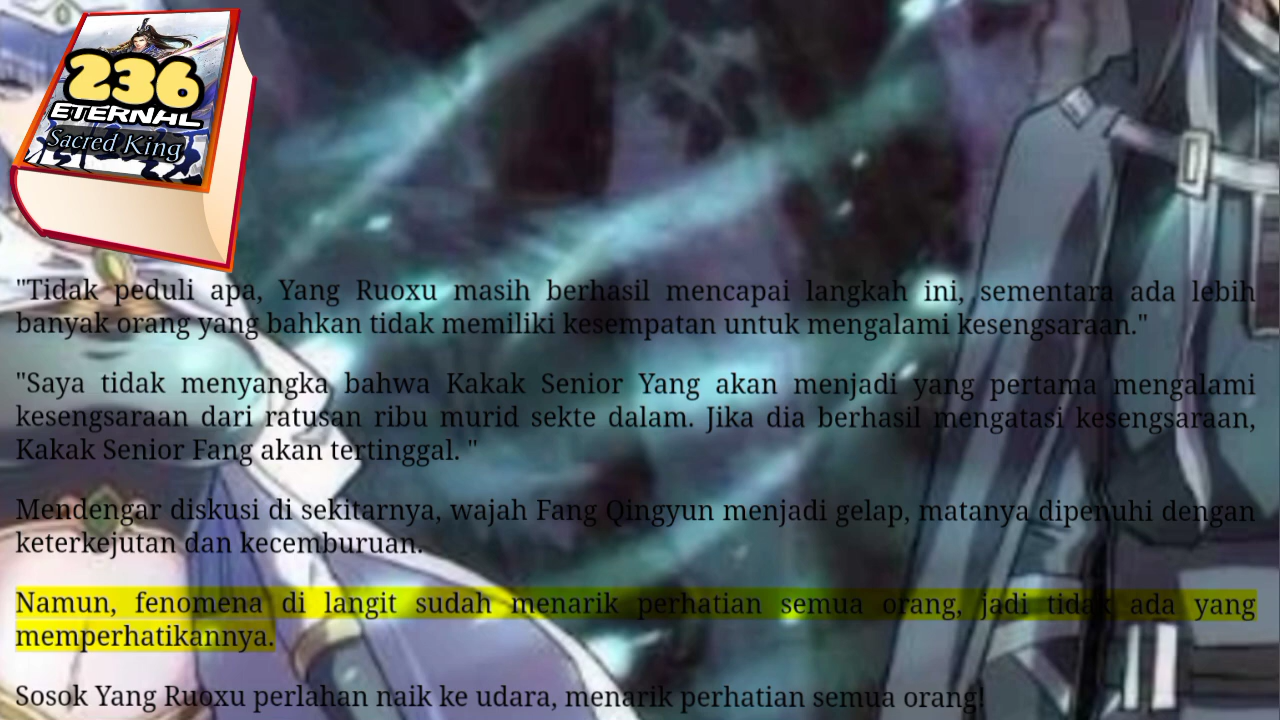 236
ETERNAL
Sacred King
"Tidak peduli apa, Yang Ruoxu masih berhasil mencapai langkah ini, sementara ada lebih
banyak orang yang bahkan tidak memiliki kesempatan untuk mengalami kesengsaraan."
"Saya tidak menyangka bahwa Kakak Senior Yang akan menjadi yang pertama mengalami
kesengsaraan dari ratusan ribu murid sekte dalam. Jika dia berhasil mengatasi kesengsaraan,
Kakak Senior Fang akan tertinggal. "
Mendengar diskusi di sekitarnya, wajah Fang Qingyun menjadi gelap, matanya dipenuhi dengan
keterkejutan dan kecemburuan.
Namun, fenomena di langit sudah menarik perhatian semua orang, jadi tidak ada yang
memperhatikannya.
Sosok Yang Ruoxu perlahan naik ke udara, menarik perhatian semua orang!